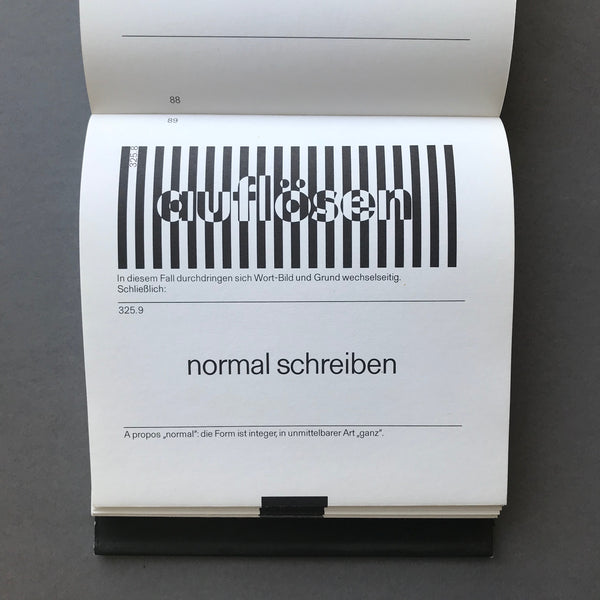 88
89
325.8
auflösen
In diesem Fall durchdringen sich Wort-Bild und Grund wechselseitig.
Schließlich:
325.9
normal schreiben
A propos „normal“: die Form ist integer, in unmittelbarer Art „ganz“.